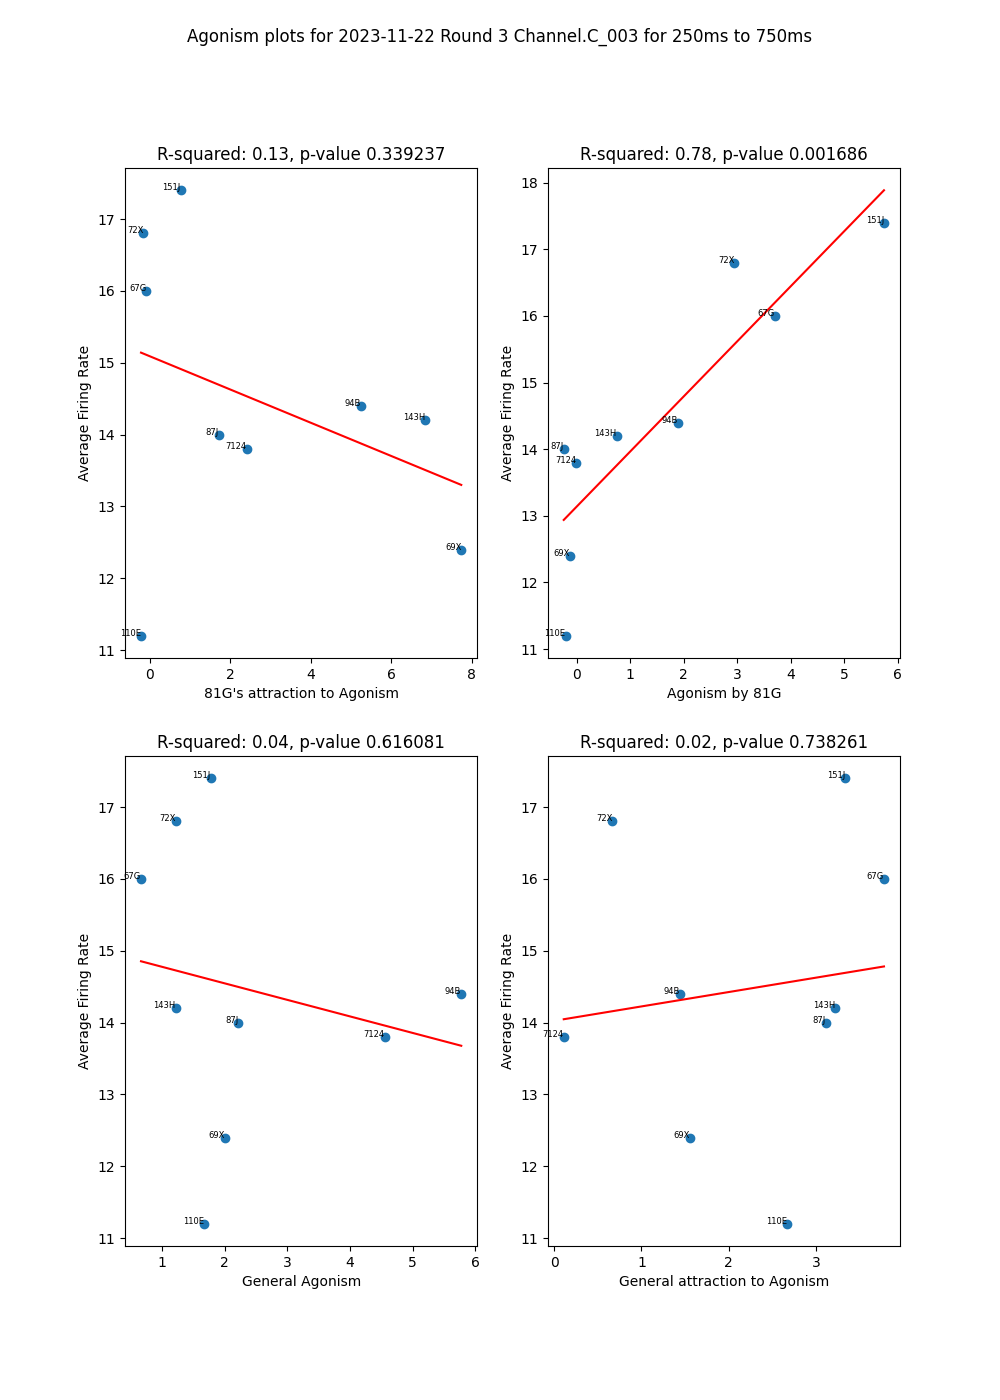 Agonism plots for 2023-11-22 Round 3 Channel.C_003 for 250ms to 750ms
R-squared: 0.13, p-value 0.339237
17
16
15
14
13
12
11
Average Firing Rate
151J
72X
67G
94B
143H
87J
7124
69X
110E
0 2 4 6 8
81G's attraction to Agonism
R-squared: 0.78, p-value 0.001686
18
17
16
15
14
13
12
11
Average Firing Rate
151J
72X
67G
94B
143H
87J
7124
69X
110E
0 1 2 3 4 5 6
Agonism by 81G
R-squared: 0.04, p-value 0.616081
17
16
15
14
13
12
11
Average Firing Rate
151J
72X
67G
94B
143H
87J
7124
69X
110E
1 2 3 4 5 6
General Agonism
R-squared: 0.02, p-value 0.738261
17
16
15
14
13
12
11
Average Firing Rate
151J
72X
67G
94B
143H
87J
7124
69X
110E
0 1 2 3
General attraction to Agonism